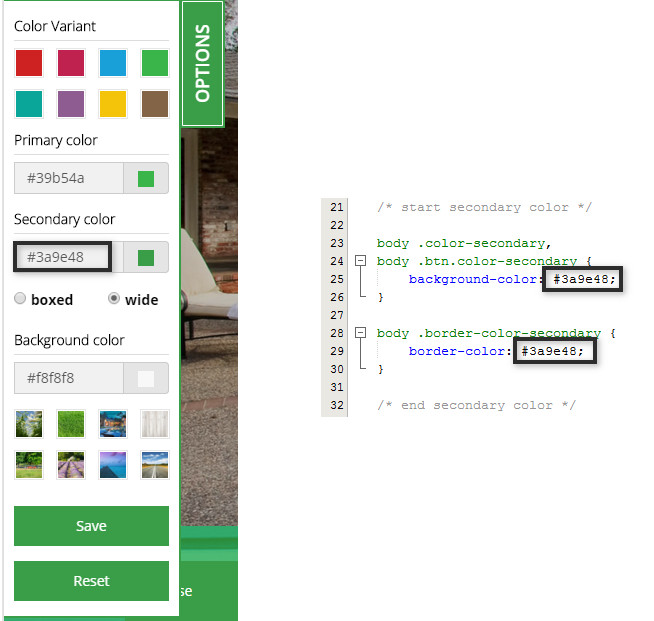 Color Variant
OPTIONS
Primary color
#39b54a
Secondary color
#3a9e48
boxed wide
Background color
#f8f8f8
Save
Reset
se
21 /* start secondary color */
22
23 body .color-secondary,
24 body .btn.color-secondary {
25 background-color: #3a9e48;
26 }
27
28 body .border-color-secondary {
29 border-color: #3a9e48;
30 }
31
32 /* end secondary color */